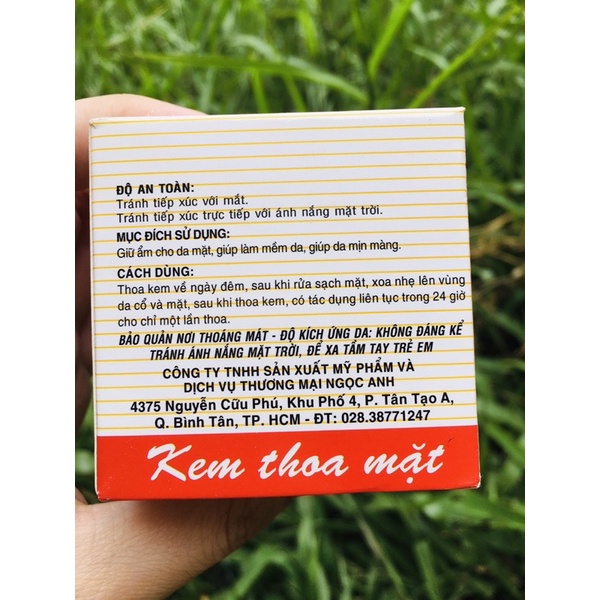 ĐỘ AN TOÀN:
Tránh tiếp xúc với mắt.
Tránh tiếp xúc trực tiếp với ánh nắng mặt trời.
MỤC ĐÍCH SỬ DỤNG:
Giữ ẩm cho da mặt, giúp làm mềm da, giúp da mịn màng.
CÁCH DÙNG:
Thoa kem về ngày đêm, sau khi rửa sạch mặt, xoa nhẹ lên vùng
da cổ và mặt, sau khi thoa kem, có tác dụng liên tục trong 24 giờ
cho chỉ một lần thoa.
BẢO QUẢN NƠI THOÁNG MÁT - ĐỘ KÍCH ỨNG DA: KHÔNG ĐÁNG KỂ
TRÁNH ÁNH NẮNG MẶT TRỜI, ĐỂ XA TẦM TAY TRẺ EM
CÔNG TY TNHH SẢN XUẤT MỸ PHẨM VÀ
DỊCH VỤ THƯƠNG MẠI NGỌC ANH
4375 Nguyễn Cữu Phú, Khu Phố 4, P. Tân Tạo A,
Q. Bình Tân, TP. HCM - ĐT: 028.38771247
Kem thoa mặt